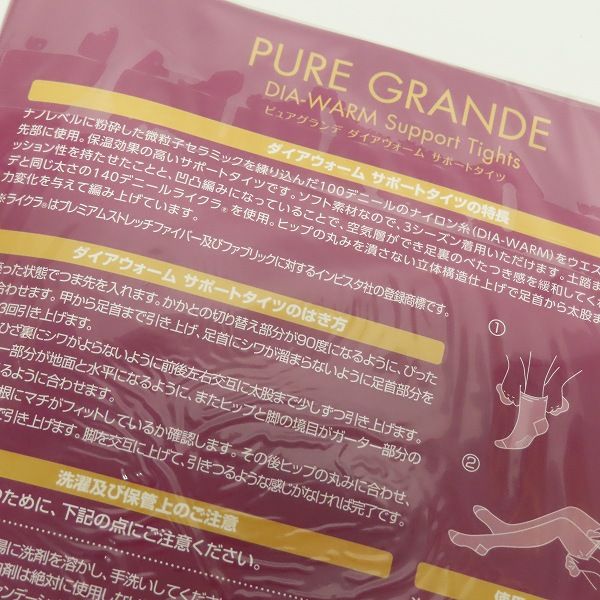 PURE GRANDE
DIA-WARM Support Tights
ピュアグランデ ダイアウォーム サポートタイツ
ダイアウォーム サポートタイツの特長
ナノレベルに粉砕した微粒子セラミックを練り込んだ100デニールのナイロン糸(DIA-WARM)をウエス
先部に使用。保温効果の高いサポートタイツです。ソフト素材なので、3シーズン着用いただけます。土踏ま
ッション性を持たせたことと、凹凸編みになっていることで、空気層ができ足裏のべたつき感を緩和してく
デと同じ太さの140デニールライクラ®を使用。ヒップの丸みを潰さない立体構造仕上げで足首から太股ま
力変化を与えて編み上げています。
※ライクラ®はプレミアムストレッチファイバー及びファブリックに対するインビスタ社の登録商標です。
ダイアウォーム サポートタイツのはき方
った状態でつま先を入れます。かかとの切り替え部分が90度になるように、ぴった
合わせます。甲から足首まで引き上げ、足首にシワが溜まらないように足首部分を
3回引き上げます。
ひざ裏にシワがよらないように前後左右交互に太股まで少しずつ引き上げます。
ー部分が地面と水平になるように、またヒップと脚の境目がガーター部分の
るように合わせます。
根にマチがフィットしているか確認します。その後ヒップの丸みに合わせ、
で引き上げます。脚を交互に上げて、引きつるような感じがなければ完了です。
①
②
洗濯及び保管上のご注意
のために、下記の点にご注意ください。
湯に洗剤を溶かし、手洗いしてくださ
剤は絶対に使用しな
使用